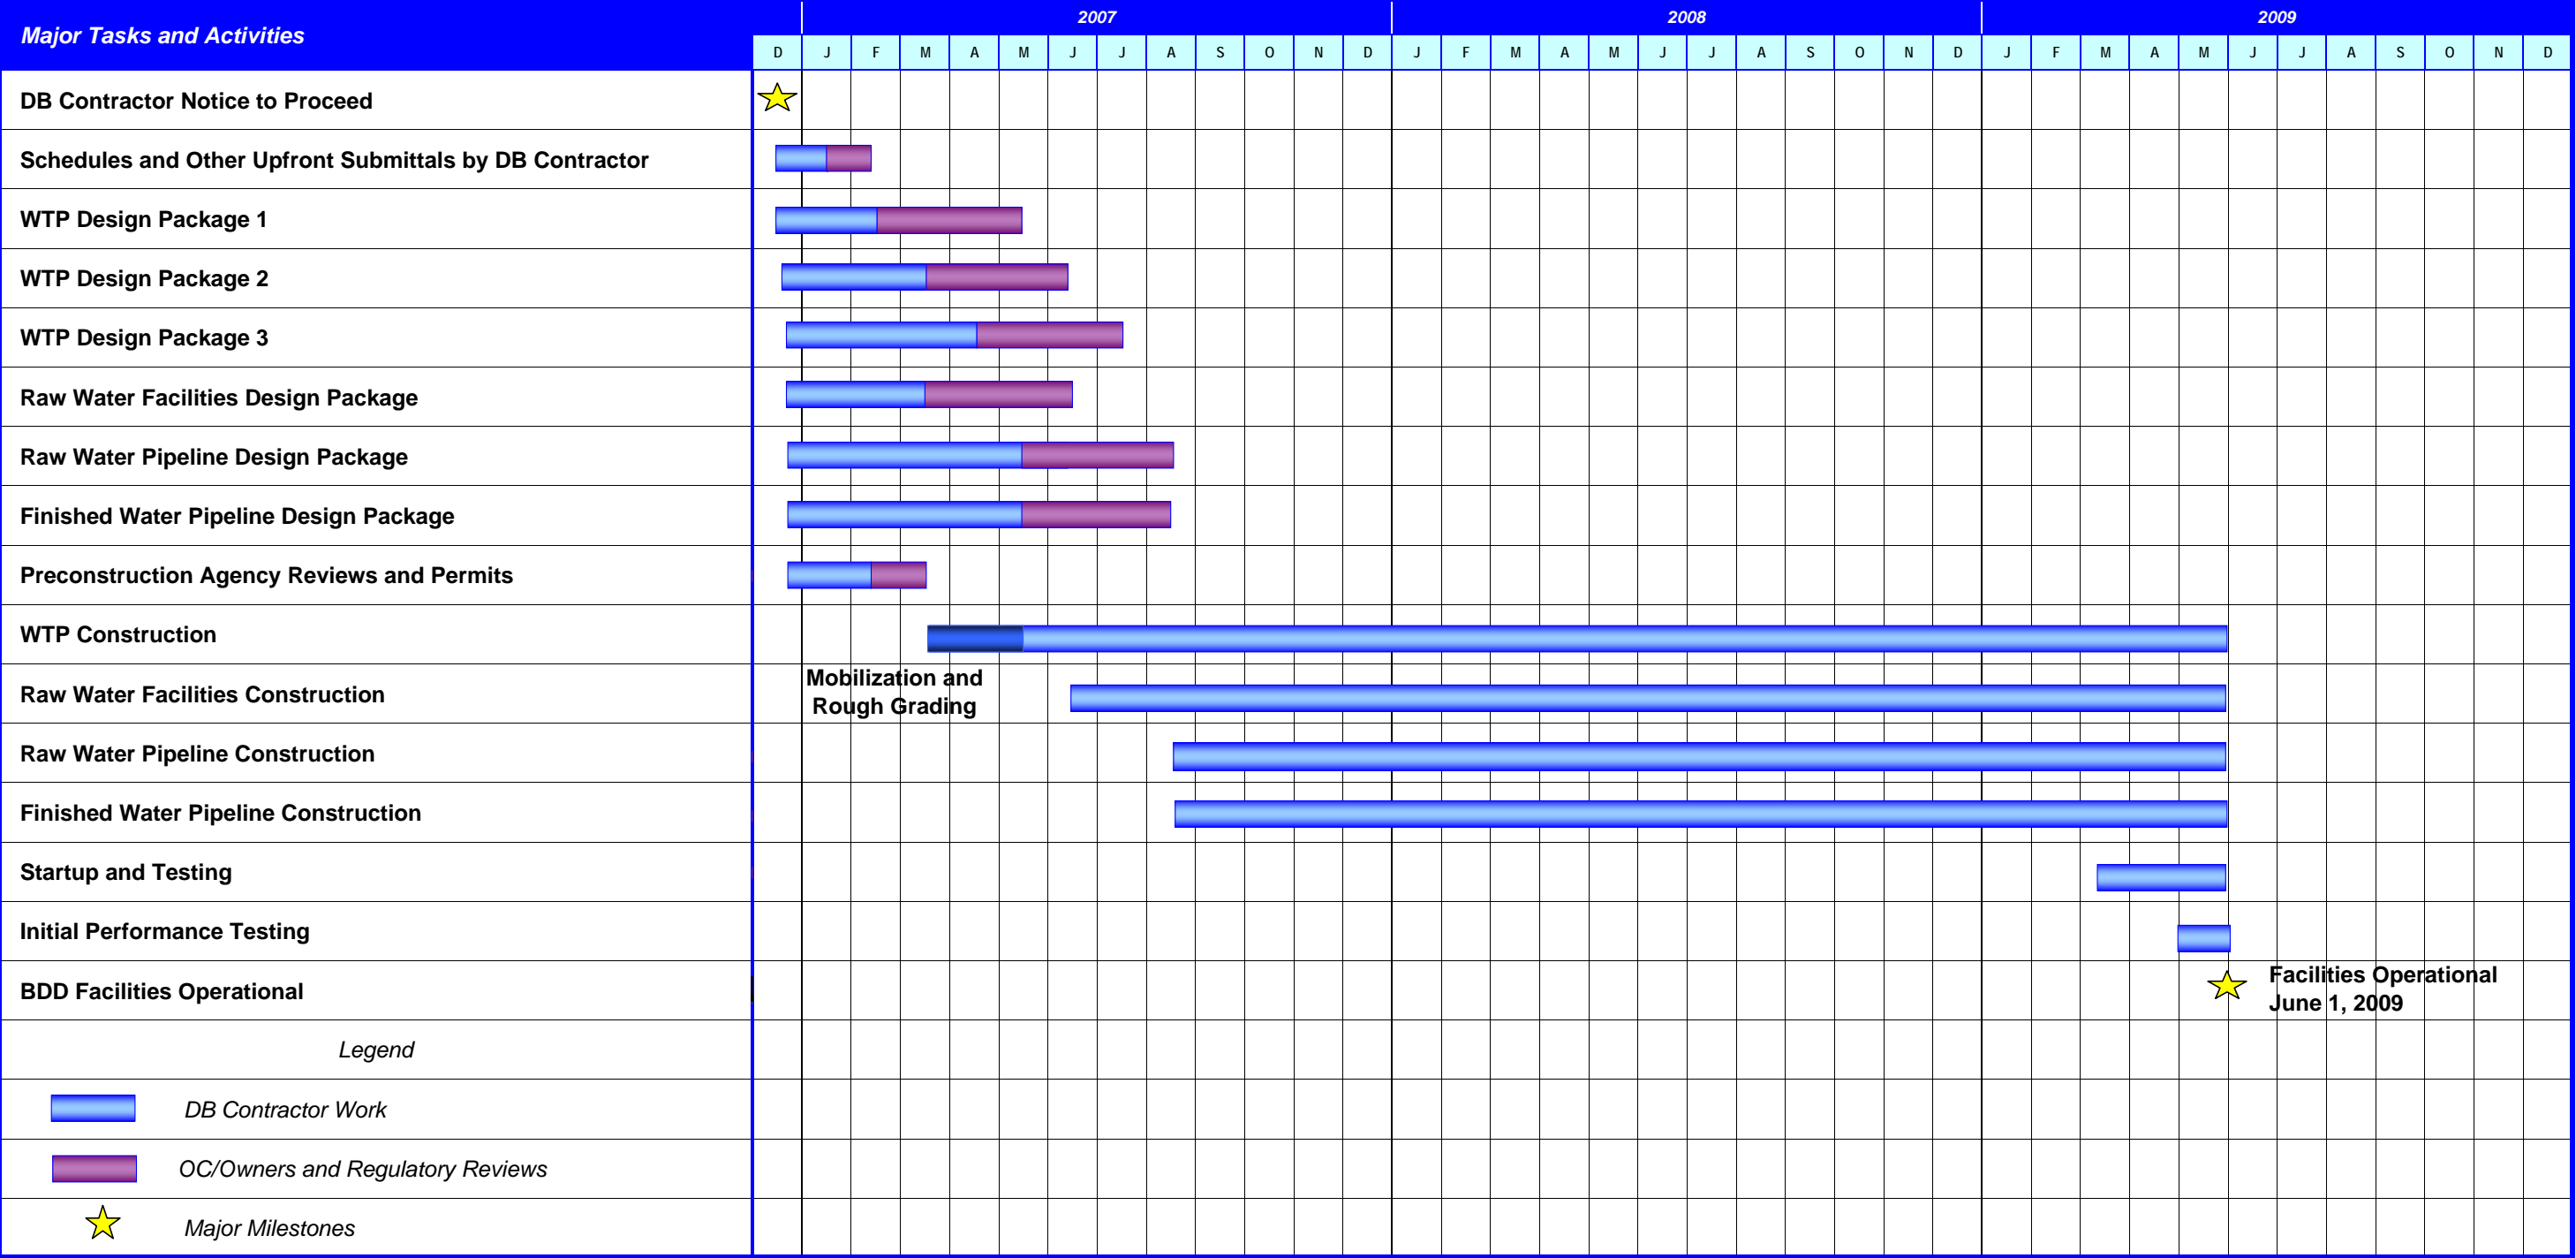 Major Tasks and Activities
2007 2008 2009
D J F M A M J J A S O N D J F M A M J J A S O N D J F M A M J J A S O N D
DB Contractor Notice to Proceed
Schedules and Other Upfront Submittals by DB Contractor
WTP Design Package 1
WTP Design Package 2
WTP Design Package 3
Raw Water Facilities Design Package
Raw Water Pipeline Design Package
Finished Water Pipeline Design Package
Preconstruction Agency Reviews and Permits
WTP Construction
Raw Water Facilities Construction
Mobilization and
Rough Grading
Raw Water Pipeline Construction
Finished Water Pipeline Construction
Startup and Testing
Initial Performance Testing
BDD Facilities Operational
Facilities Operational
June 1, 2009
Legend
DB Contractor Work
OC/Owners and Regulatory Reviews
Major Milestones